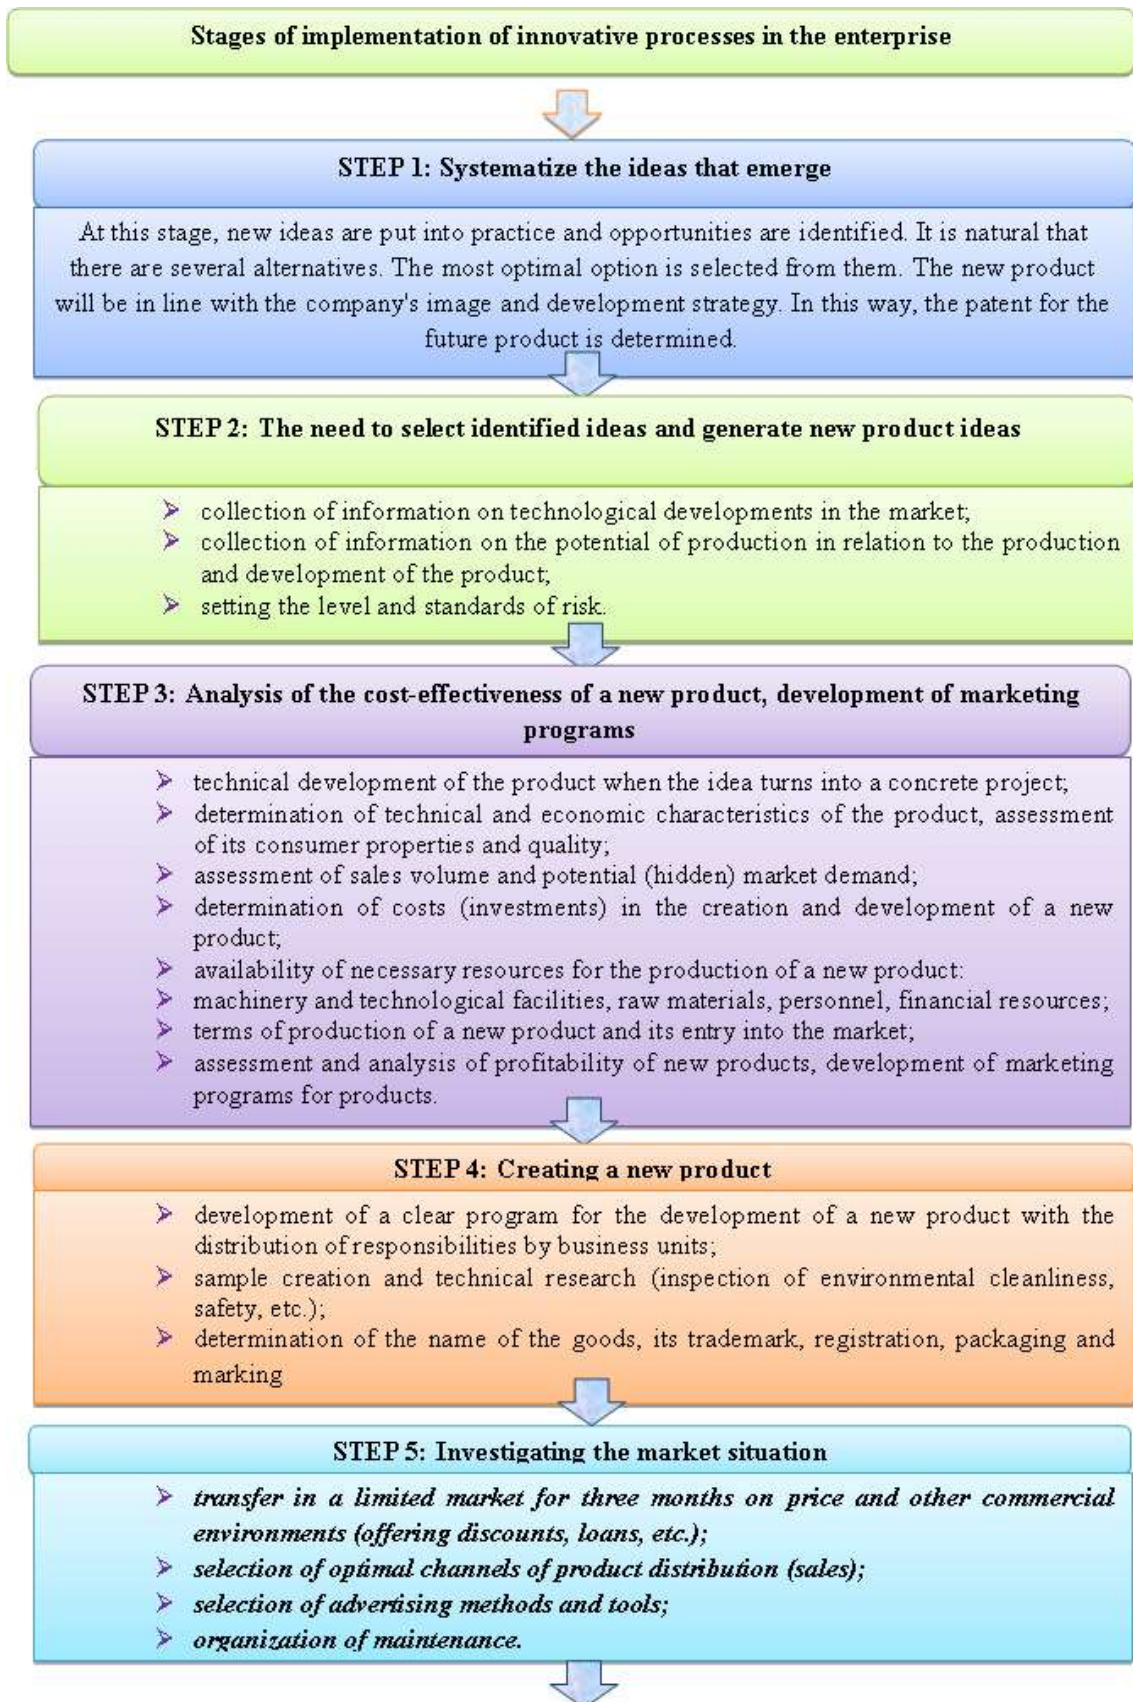 Stages of implementation of innovative processes in the enterprise
STEP 1: Systematize the ideas that emerge
At this stage, new ideas are put into practice and opportunities are identified. It is natural that
there are several alternatives. The most optimal option is selected from them. The new product
will be in line with the company's image and development strategy. In this way, the patent for the
future product is determined.
STEP 2: The need to select identified ideas and generate new product ideas
➢ collection of information on technological developments in the market;
➢ collection of information on the potential of production in relation to the production
and development of the product;
➢ setting the level and standards of risk.
STEP 3: Analysis of the cost-effectiveness of a new product, development of marketing
programs
➢ technical development of the product when the idea turns into a concrete project;
➢ determination of technical and economic characteristics of the product, assessment
of its consumer properties and quality;
➢ assessment of sales volume and potential (hidden) market demand;
➢ determination of costs (investments) in the creation and development of a new
product;
➢ availability of necessary resources for the production of a new product:
➢ machinery and technological facilities, raw materials, personnel, financial resources;
➢ terms of production of a new product and its entry into the market;
➢ assessment and analysis of profitability of new products, development of marketing
programs for products.
STEP 4: Creating a new product
➢ development of a clear program for the development of a new product with the
distribution of responsibilities by business units;
➢ sample creation and technical research (inspection of environmental cleanliness,
safety, etc.);
➢ determination of the name of the goods, its trademark, registration, packaging and
marking
STEP 5: Investigating the market situation
➢ transfer in a limited market for three months on price and other commercial
environments (offering discounts, loans, etc.);
➢ selection of optimal channels of product distribution (sales);
➢ selection of advertising methods and tools;
➢ organization of maintenance.